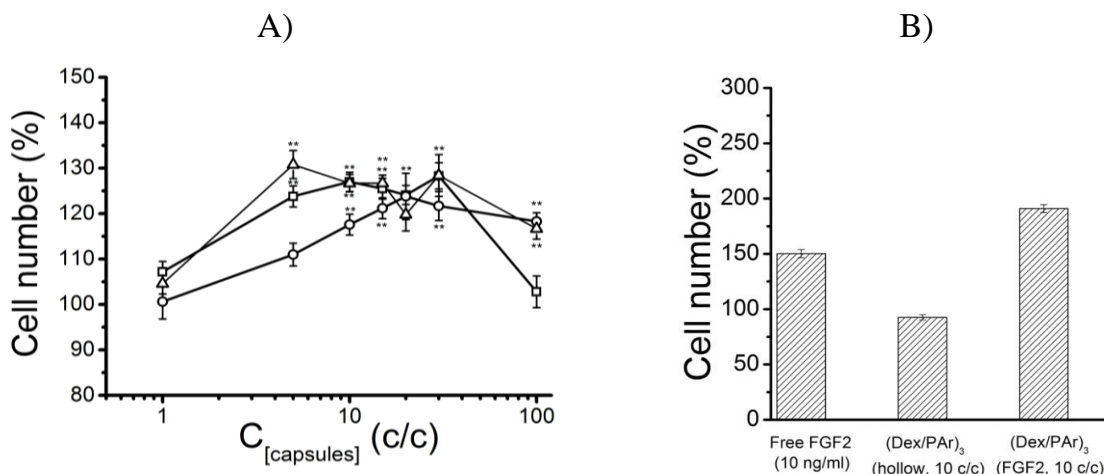 A)
B)
150
140
130
120
110
100
90
80
Cell number (%)
**
**
**
**
**
**
**
**
**
**
**
**
**
1
10
100
C[capsules] (c/c)
300
250
200
150
100
50
0
Cell number (%)
Free FGF2
(10 ng/ml)
(Dex/PAr)3
(hollow, 10 c/c)
(Dex/PAr)3
(FGF2, 10 c/c)